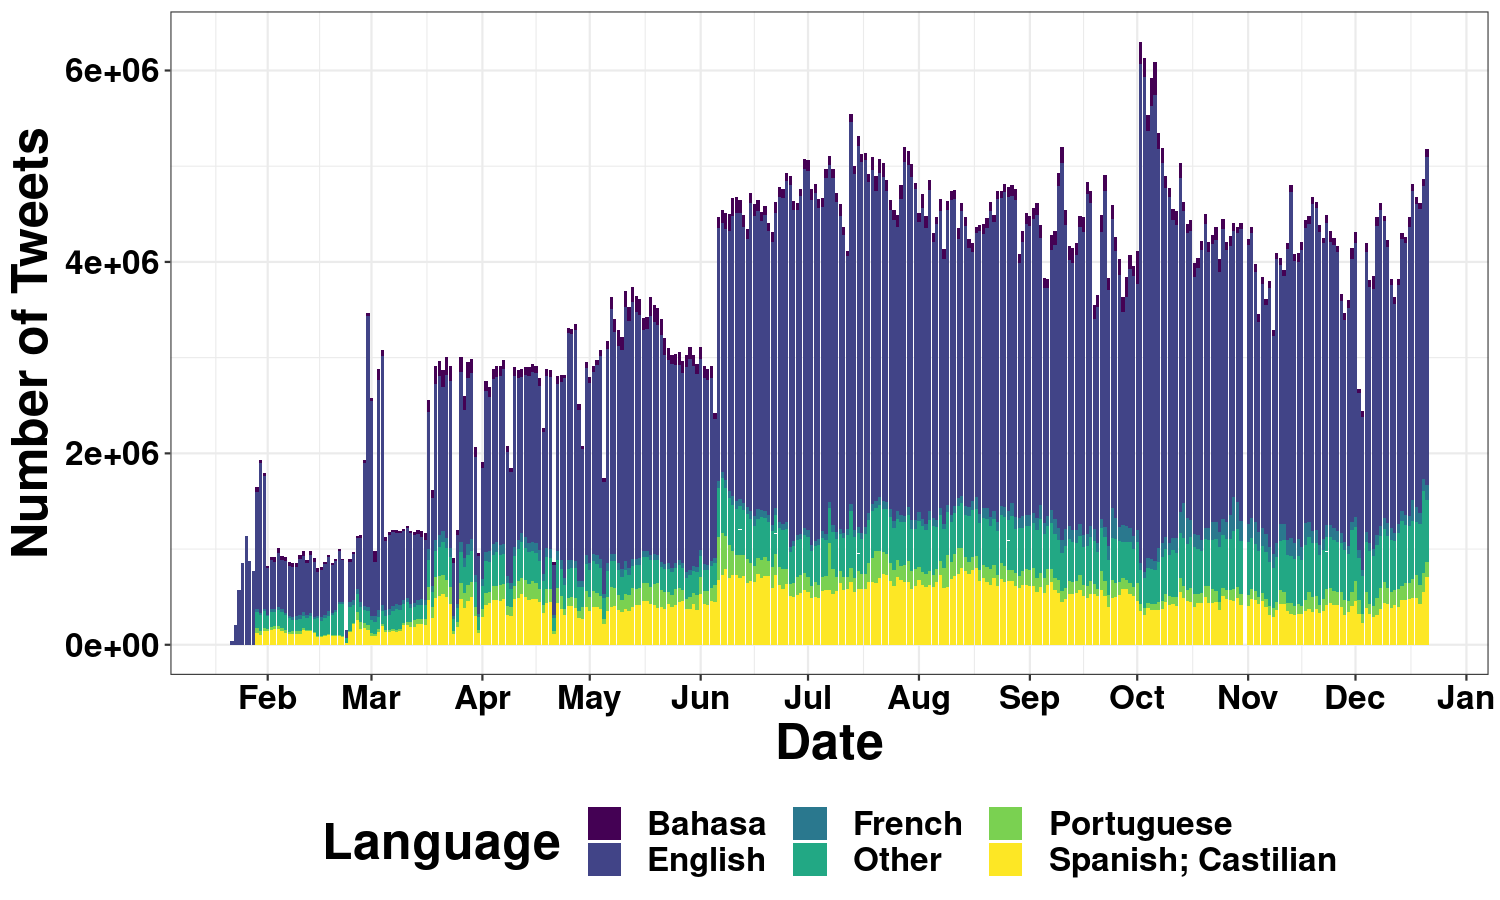 Number of Tweets
6e+06
4e+06
2e+06
0e+00
Feb Mar Apr May Jun Jul Aug Sep Oct Nov Dec Jan
Date
Language
Bahasa French Portuguese
English Other Spanish; Castilian